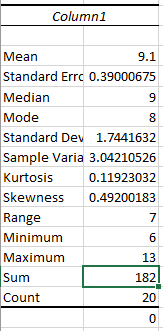 Column1
Mean 9.1
Standard Errc 0.39000675
Median 9
Mode 8
Standard Dev 1.7441632
Sample Varia 3.04210526
Kurtosis 0.11923032
Skewness 0.49200183
Range 7
Minimum 6
Maximum 13
Sum 182
Count 20
0